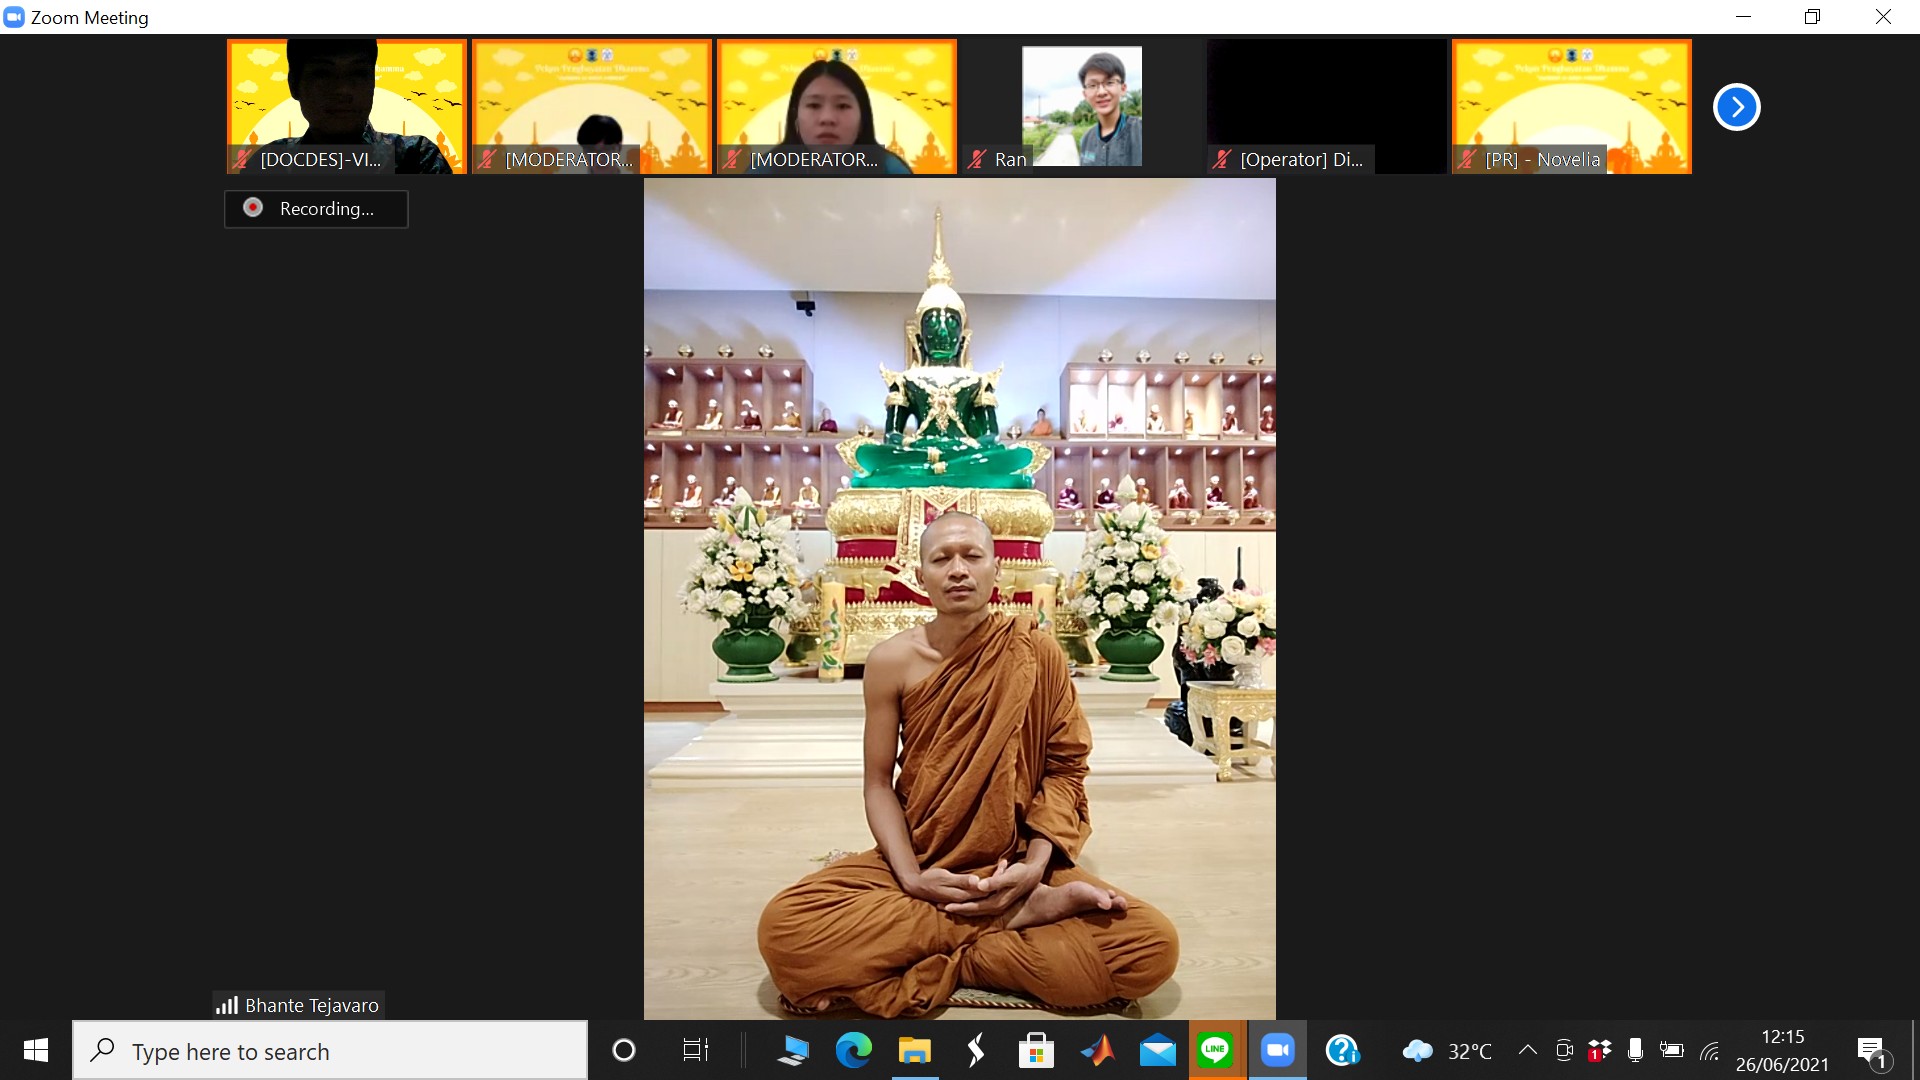 Zoom Meeting
[DOCDES]-VI...
[MODERATOR...
[MODERATOR...
Ran
[Operator] Di...
[PR] - Novelia
Recording...
Bhante Tejavaro
Type here to search
LINE
32°C
1
12:15
26/06/2021
1